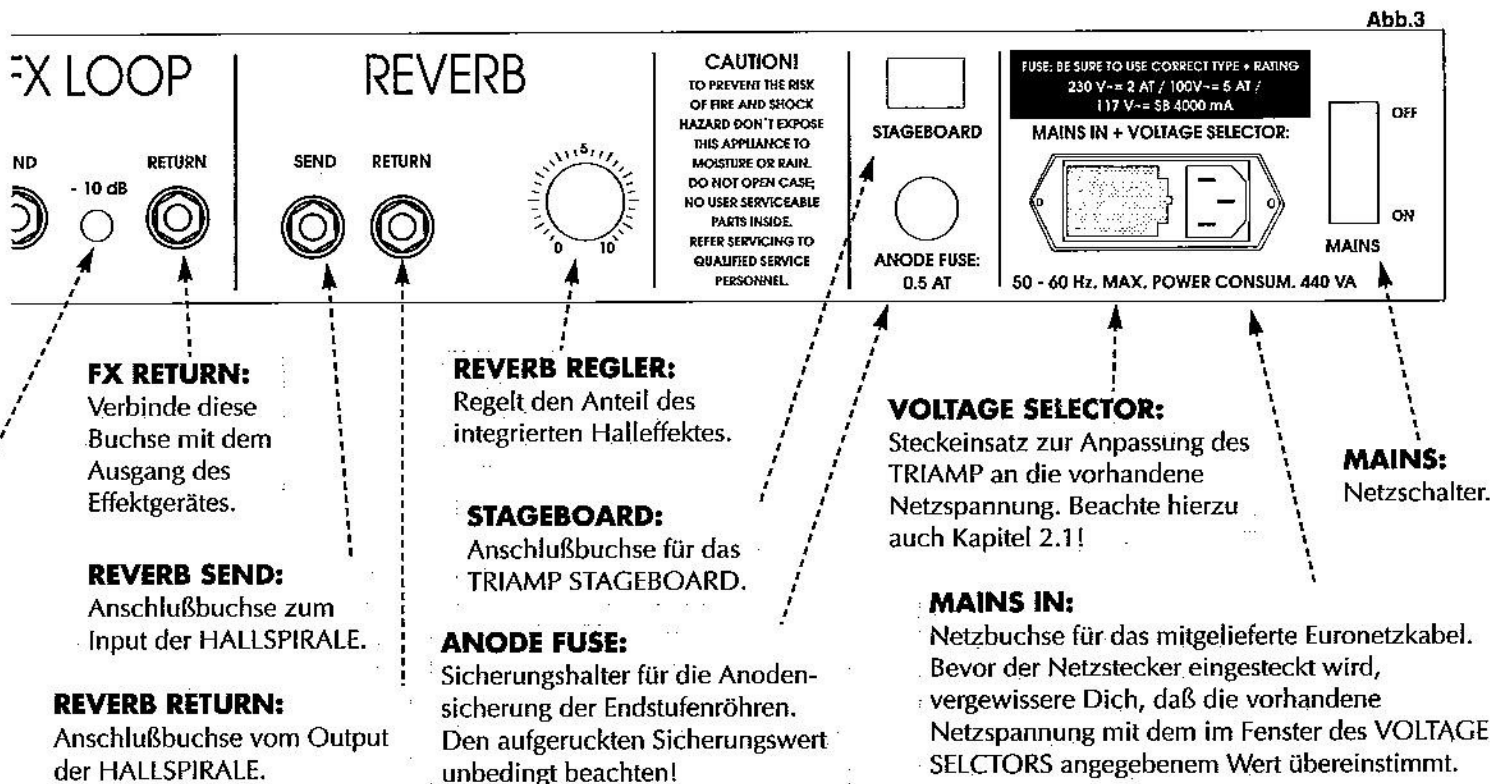 Abb.3
FX LOOP
REVERB
ND
- 10 dB
RETURN
SEND
RETURN
5
0
10
CAUTION!
TO PREVENT THE RISK
OF FIRE AND SHOCK
HAZARD DON'T EXPOSE
THIS APPLIANCE TO
MOISTURE OR RAIN.
DO NOT OPEN CASE;
NO USER SERVICEABLE
PARTS INSIDE.
REFER SERVICING TO
QUALIFIED SERVICE
PERSONNEL.
STAGEBOARD
ANODE FUSE:
0.5 AT
FUSE: BE SURE TO USE CORRECT TYPE + RATING
230 V~= 2 AT / 100V~= 5 AT /
117 V~= SB 4000 mA
MAINS IN + VOLTAGE SELECTOR:
50 - 60 Hz. MAX. POWER CONSUM. 440 VA
OFF
ON
MAINS
FX RETURN:
Verbinde diese
Buchse mit dem
Ausgang des
Effektgerätes.
REVERB SEND:
Anschlußbuchse zum
Input der HALLSPIRALE.
REVERB RETURN:
Anschlußbuchse vom Output
der HALLSPIRALE.
REVERB REGLER:
Regelt den Anteil des
integrierten Halleffektes.
STAGEBOARD:
Anschlußbuchse für das
TRIAMP STAGEBOARD.
ANODE FUSE:
Sicherungshalter für die Anoden-
sicherung der Endstufenröhren.
Den aufgeruckten Sicherungswert
unbedingt beachten!
VOLTAGE SELECTOR:
Steckeinsatz zur Anpassung des
TRIAMP an die vorhandene
Netzspannung. Beachte hierzu
auch Kapitel 2.1!
MAINS:
Netzschalter.
MAINS IN:
Netzbuchse für das mitgelieferte Euronetzkabel.
Bevor der Netzstecker eingesteckt wird,
vergewissere Dich, daß die vorhandene
Netzspannung mit dem im Fenster des VOLTAGE
SELCTORS angegebenem Wert übereinstimmt.